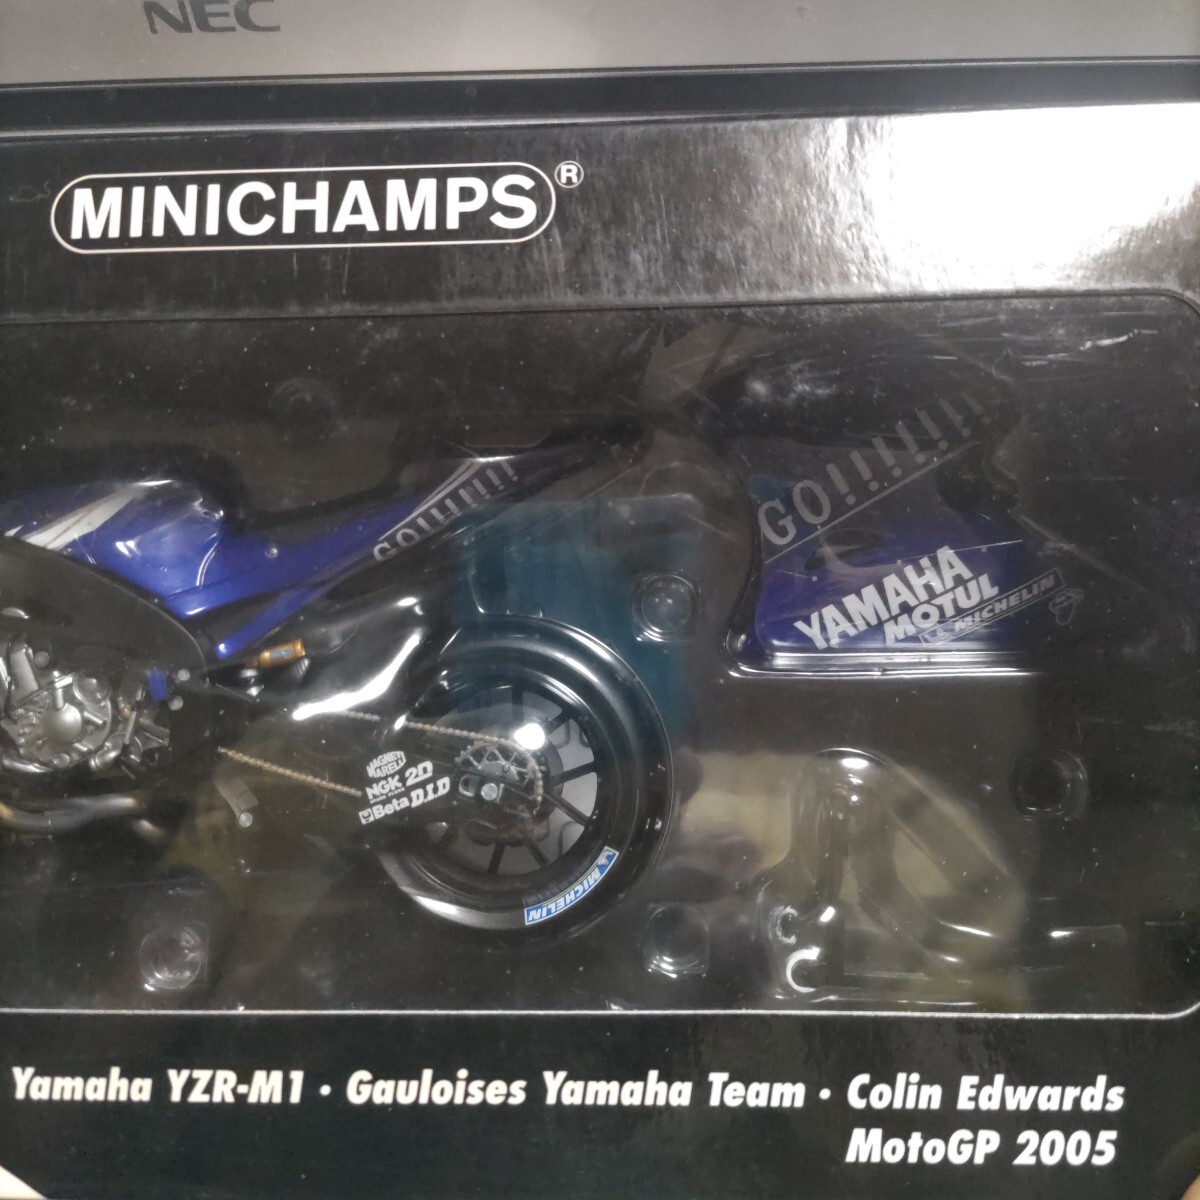 NEC
MINICHAMPS®
GO!!!!!!!
GO!!!!!!!
YAMAHA
MOTUL
MICHELIN
MAGNETI
MARELLI
NGK 2D
Beta D.I.D
MICHELIN
Yamaha YZR-M1 · Gauloises Yamaha Team · Colin Edwards
MotoGP 2005